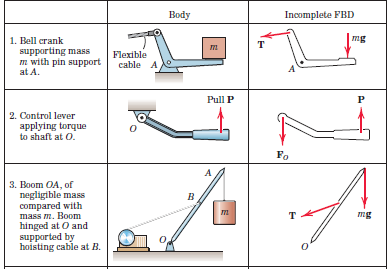 Body
Incomplete FBD
1. Bell crank
supporting mass
m with pin support
at A.
Flexible
cable
A
m
T
mg
A
2. Control lever
applying torque
to shaft at O.
Pull P
O
P
Fo
3. Boom OA, of
negligible mass
compared with
mass m. Boom
hinged at O and
supported by
hoisting cable at B.
A
B
m
O
T
mg
O